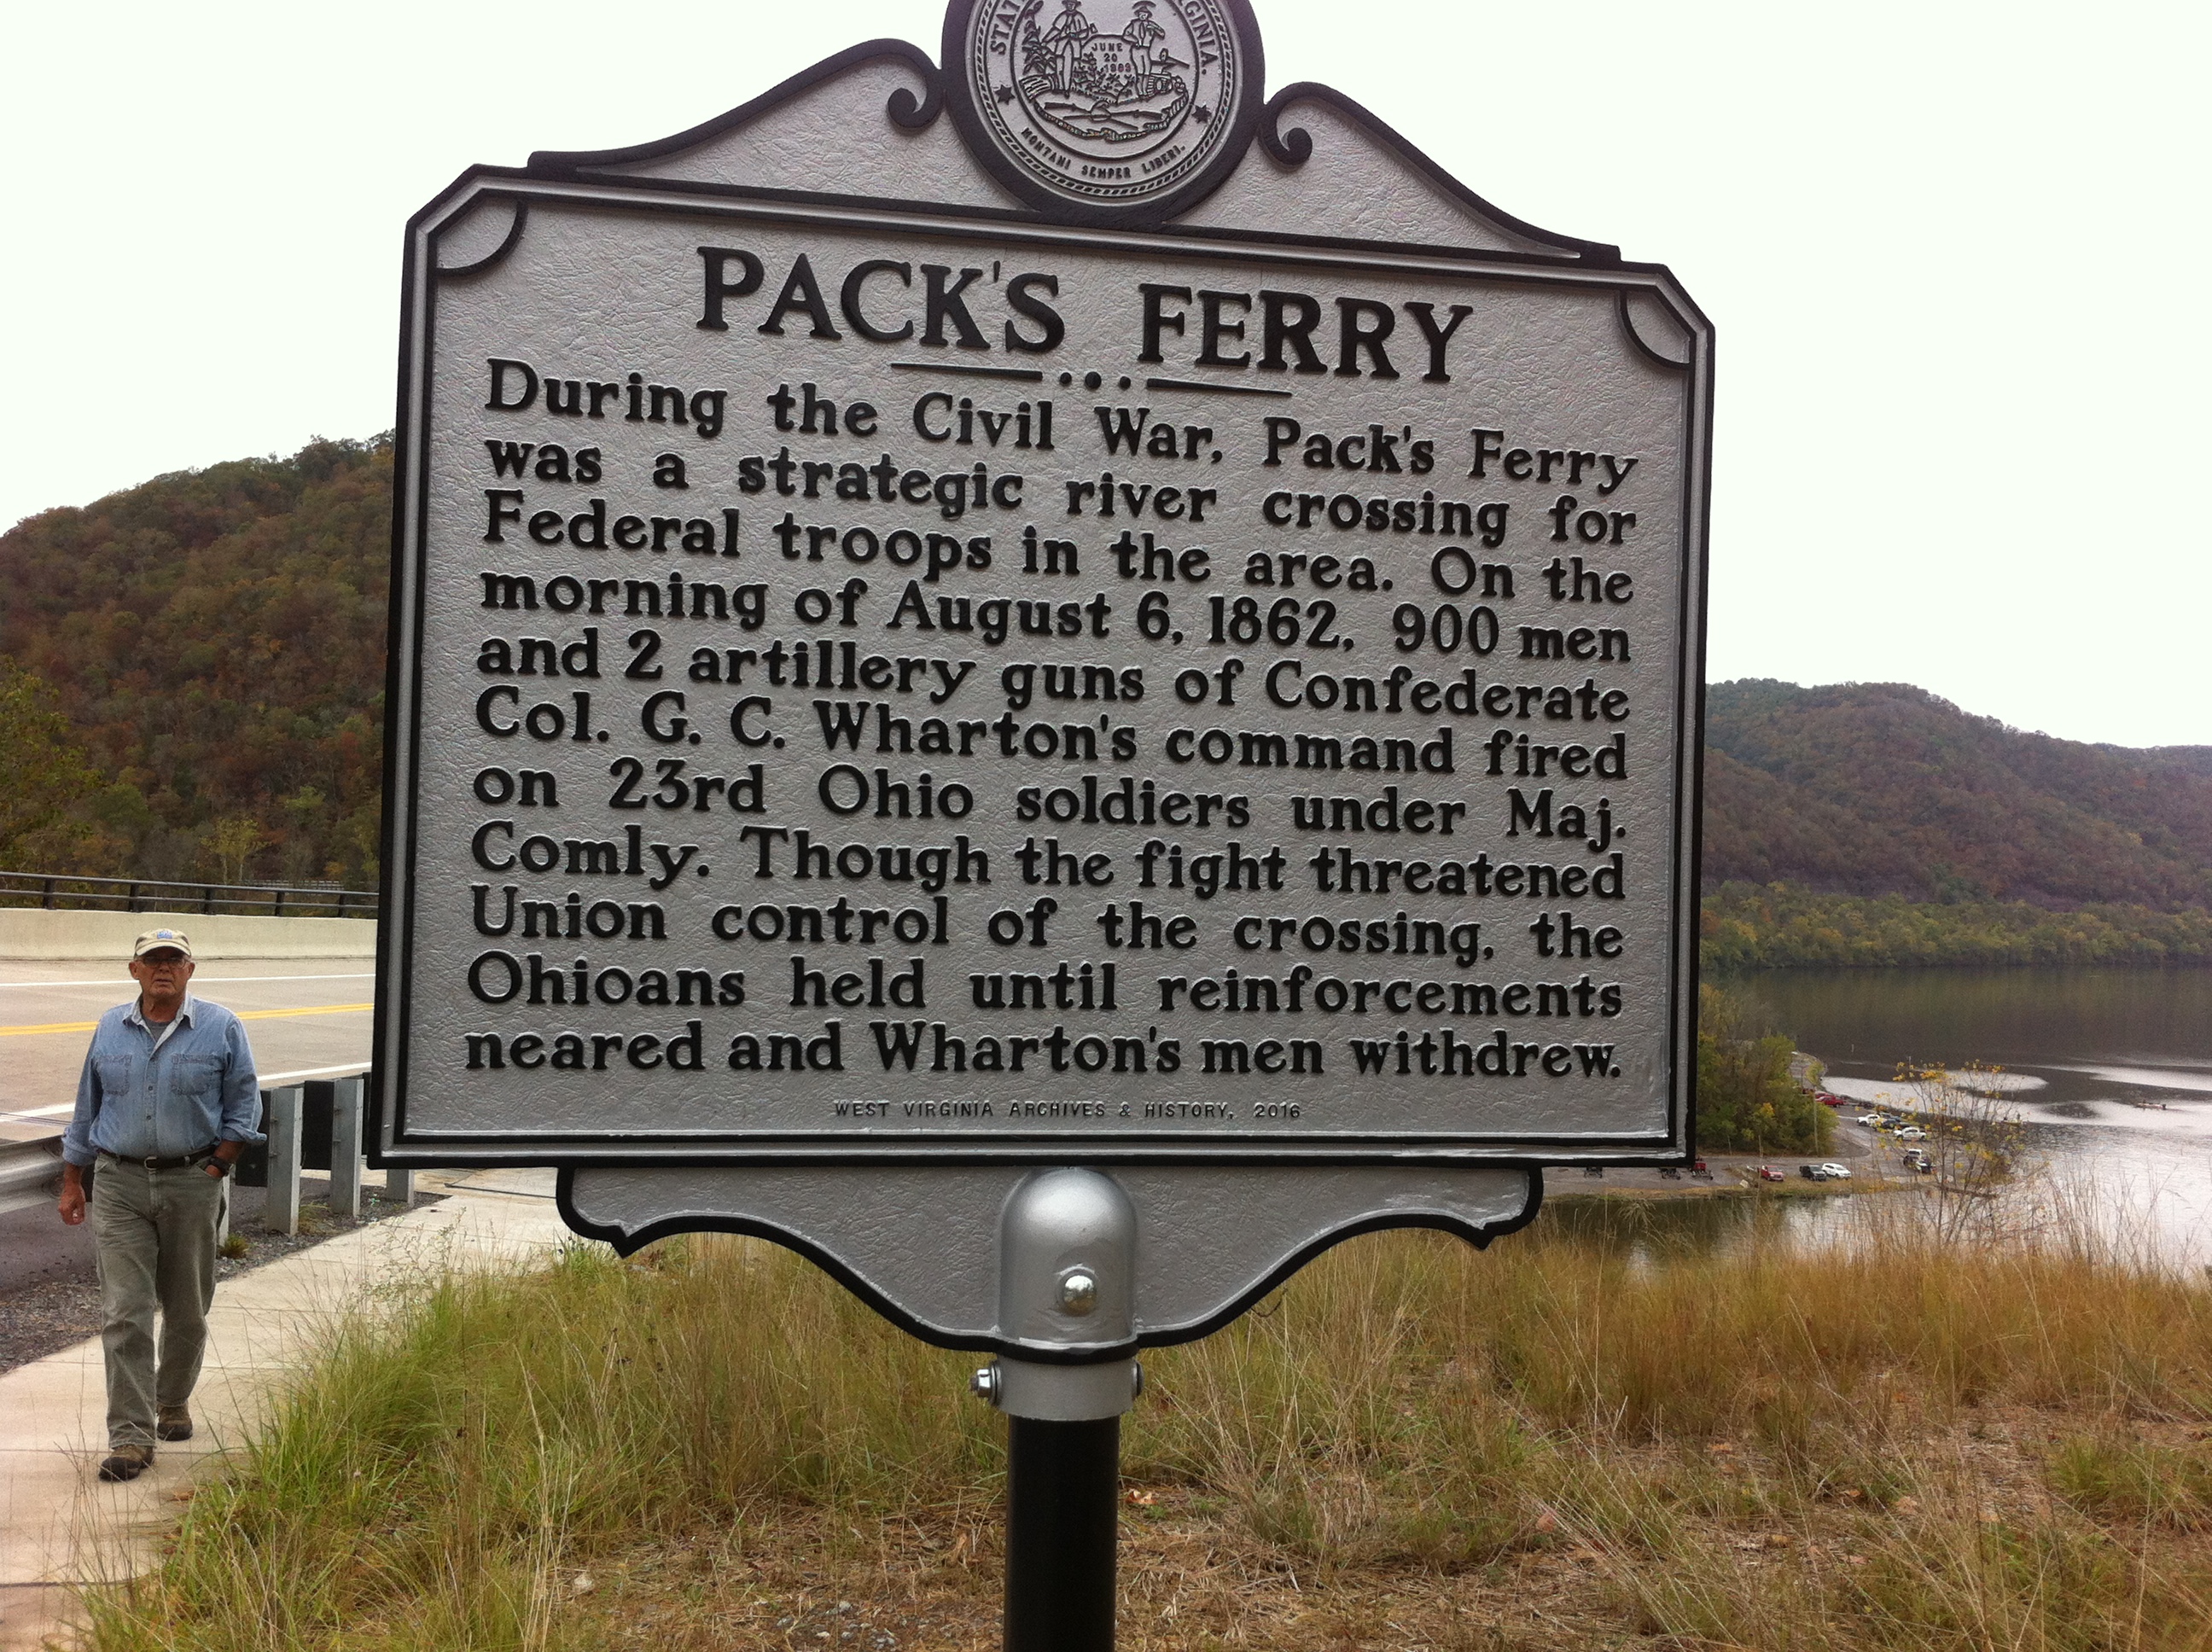 STAT GINIA.
JUNE
20
1863
MONTANI SEMPER LIBERI.
PACK'S FERRY
During the Civil War, Pack's Ferry
was a strategic river crossing for
Federal troops in the area. On the
morning of August 6, 1862, 900 men
and 2 artillery guns of Confederate
Col. G. C. Wharton's command fired
on 23rd Ohio soldiers under Maj.
Comly. Though the fight threatened
Union control of the crossing, the
Ohioans held until reinforcements
neared and Wharton's men withdrew.
WEST VIRGINIA ARCHIVES & HISTORY, 2016